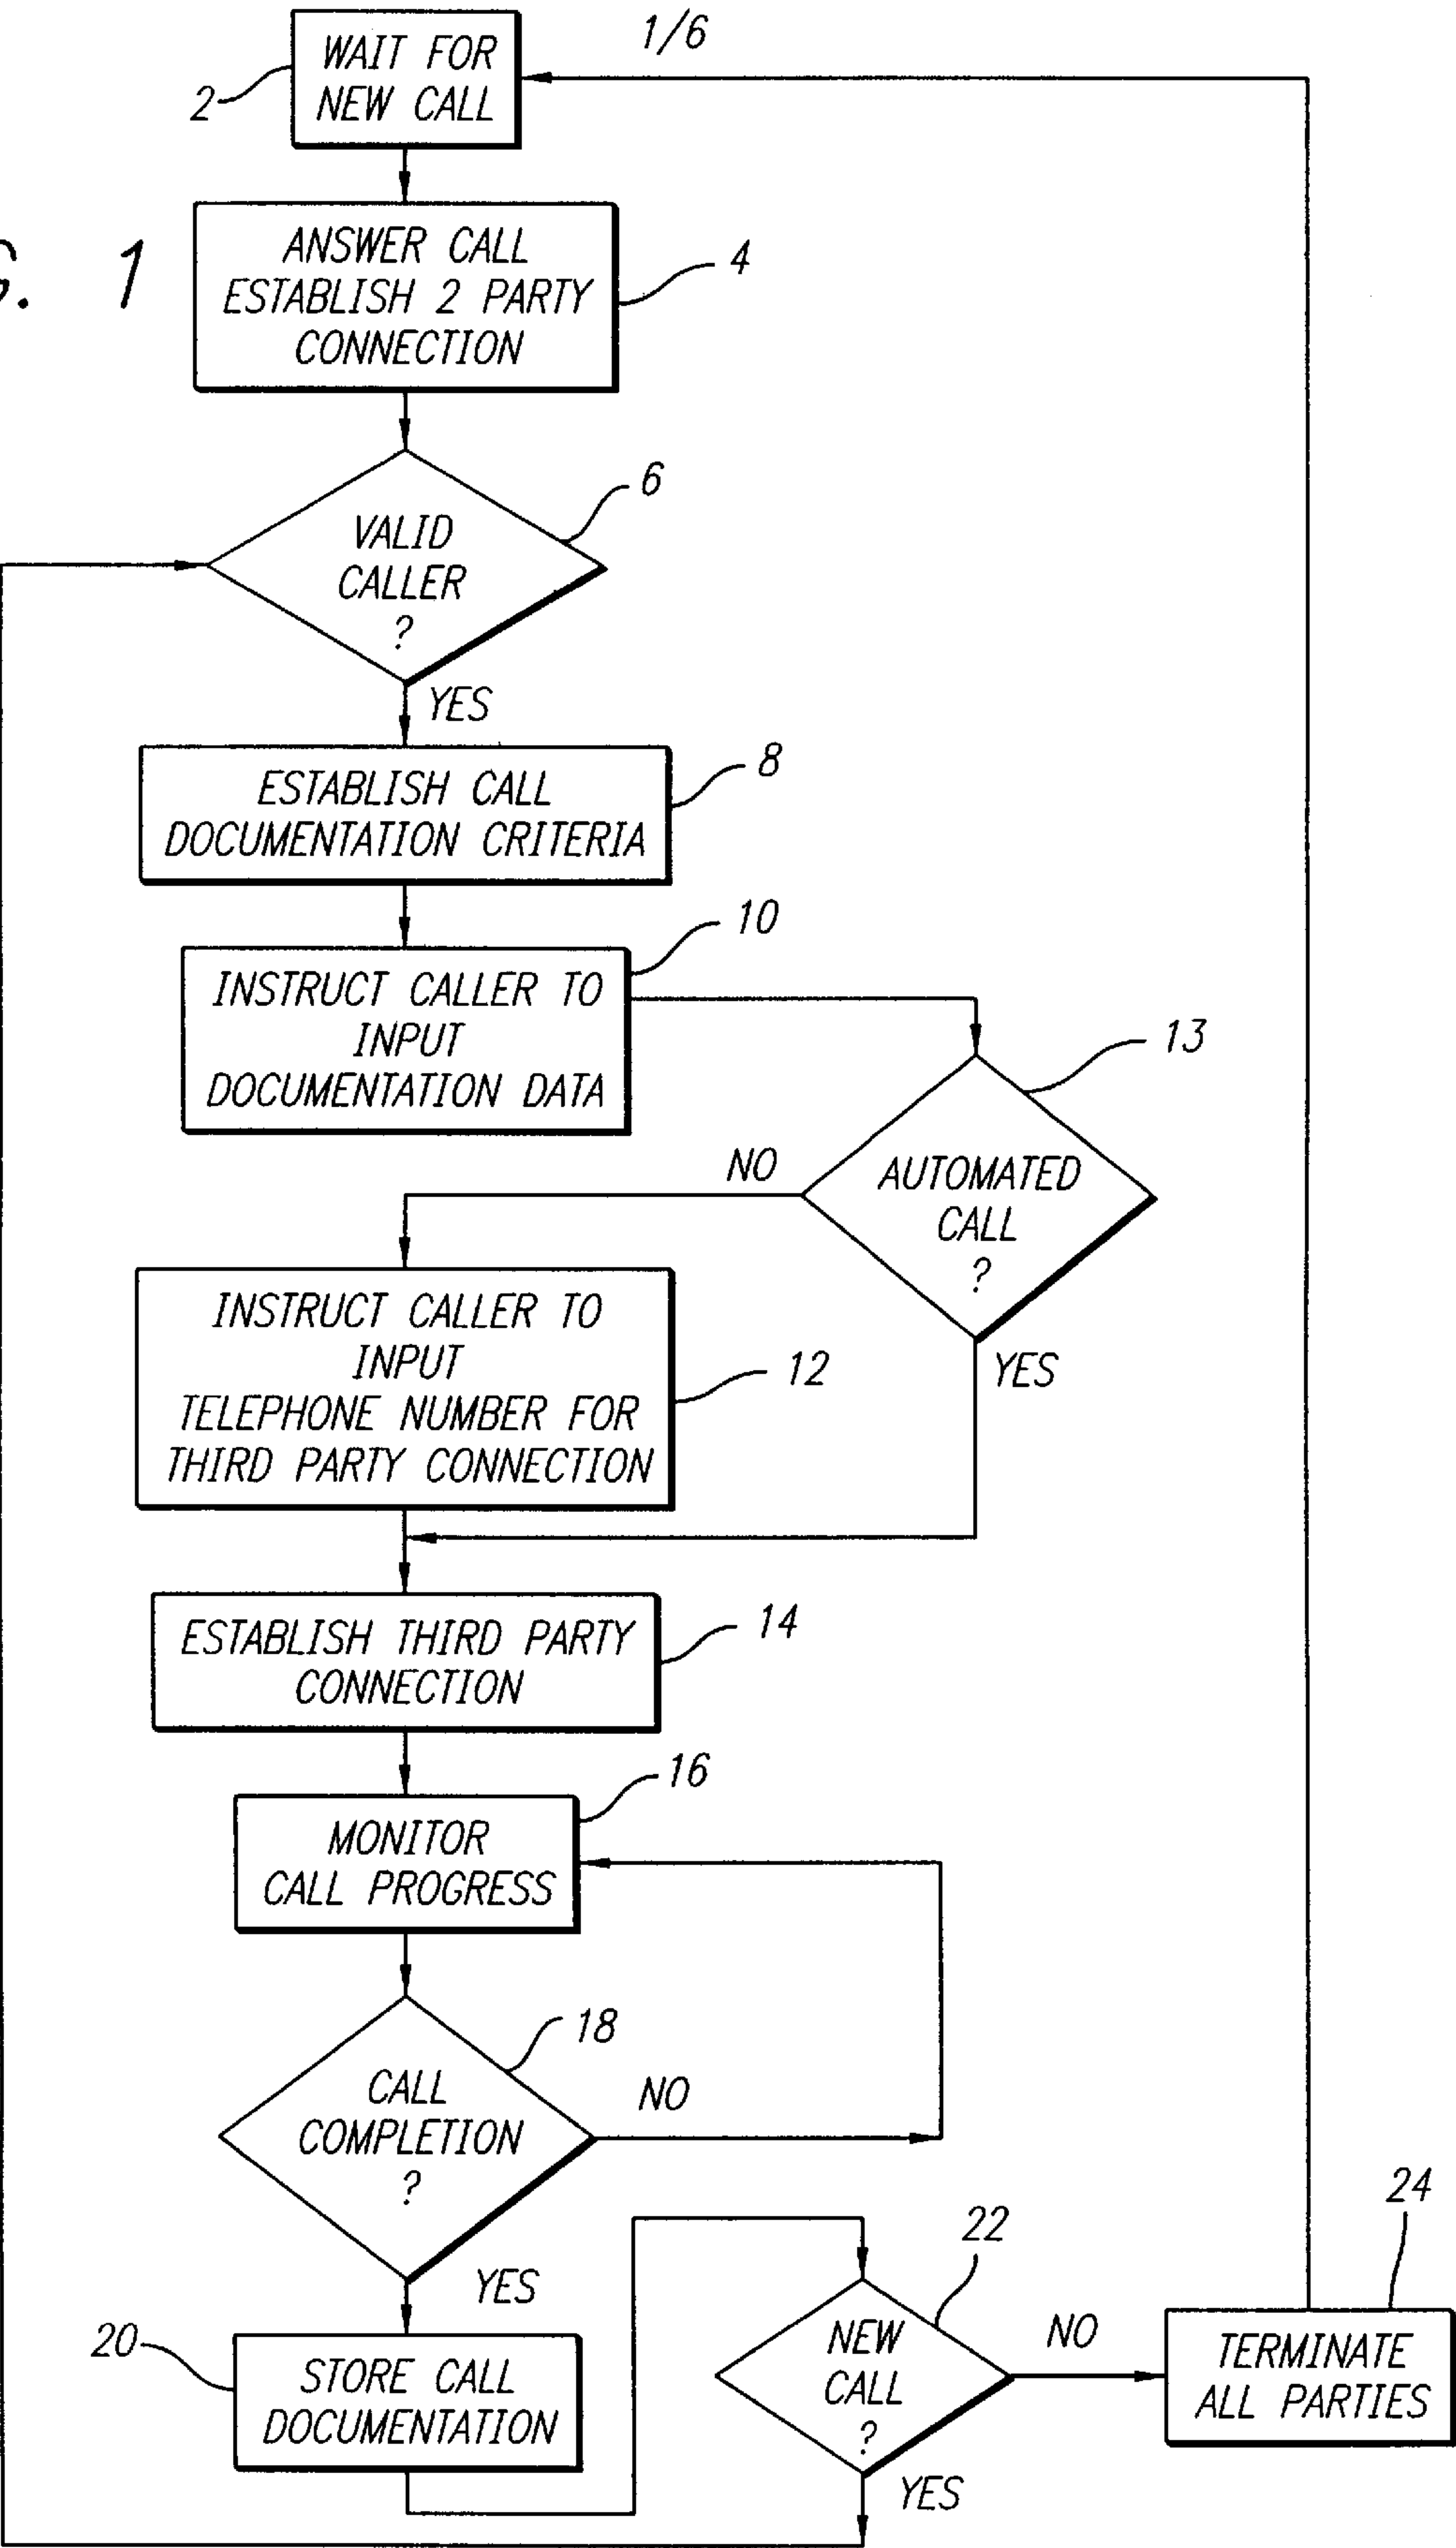 1/6
WAIT FOR
NEW CALL
2
G. 1
ANSWER CALL
ESTABLISH 2 PARTY
CONNECTION
4
VALID
CALLER
?
6
YES
ESTABLISH CALL
DOCUMENTATION CRITERIA
8
INSTRUCT CALLER TO
INPUT
DOCUMENTATION DATA
10
AUTOMATED
CALL
?
13
NO
YES
INSTRUCT CALLER TO
INPUT
TELEPHONE NUMBER FOR
THIRD PARTY CONNECTION
12
ESTABLISH THIRD PARTY
CONNECTION
14
MONITOR
CALL PROGRESS
16
CALL
COMPLETION
?
18
NO
YES
STORE CALL
DOCUMENTATION
20
NEW
CALL
?
22
NO
YES
TERMINATE
ALL PARTIES
24